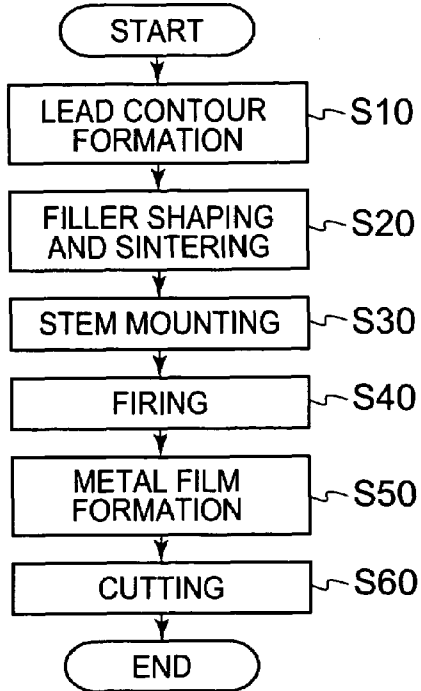 START
LEAD CONTOUR
FORMATION
S10
FILLER SHAPING
AND SINTERING
S20
STEM MOUNTING
S30
FIRING
S40
METAL FILM
FORMATION
S50
CUTTING
S60
END